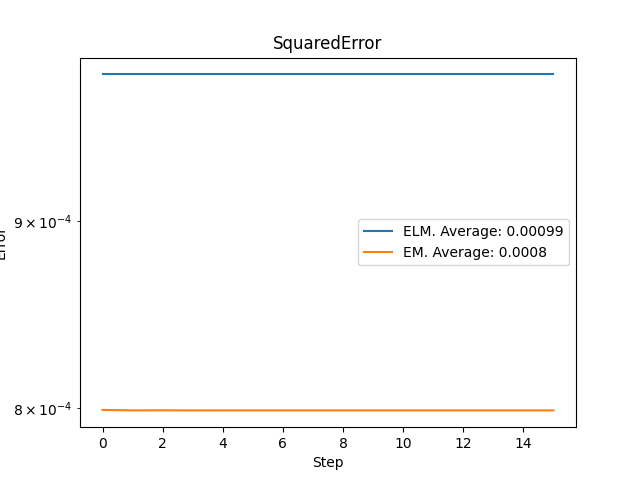 SquaredError
9 × 10⁻⁴
Error
ELM. Average: 0.00099
EM. Average: 0.0008
8 × 10⁻⁴
0 2 4 6 8 10 12 14
Step